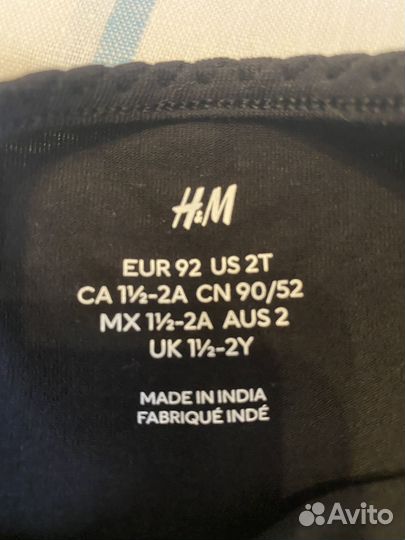 H&M
EUR 92 US 2T
CA 1½-2A CN 90/52
MX 1½-2A AUS 2
UK 1½-2Y
MADE IN INDIA
FABRIQUÉ INDÉ
Avito